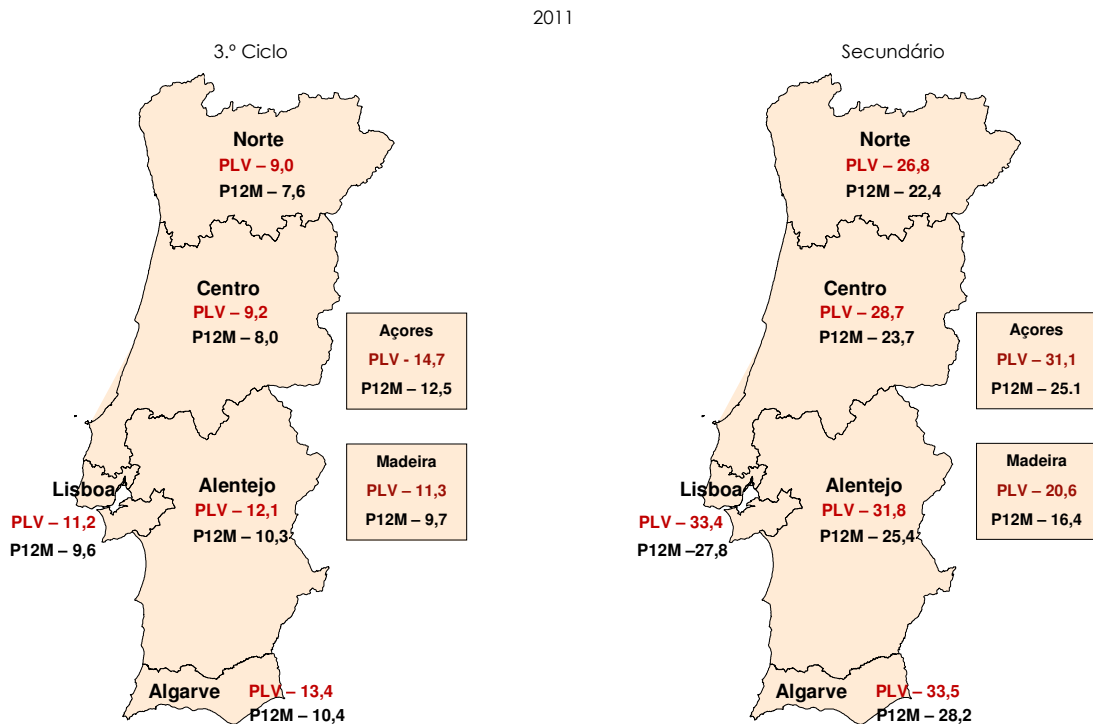 2011
3.º Ciclo
Norte
PLV – 9,0
P12M – 7,6
Centro
PLV – 9,2
P12M – 8,0
Açores
PLV - 14,7
P12M – 12,5
Madeira
PLV – 11,3
P12M – 9,7
Lisboa
PLV – 11,2
P12M – 9,6
Alentejo
PLV – 12,1
P12M – 10,3
Algarve
PLV – 13,4
P12M – 10,4
Secundário
Norte
PLV – 26,8
P12M – 22,4
Centro
PLV – 28,7
P12M – 23,7
Açores
PLV – 31,1
P12M – 25.1
Madeira
PLV – 20,6
P12M – 16,4
Lisboa
PLV – 33,4
P12M –27,8
Alentejo
PLV – 31,8
P12M – 25,4
Algarve
PLV – 33,5
P12M – 28,2